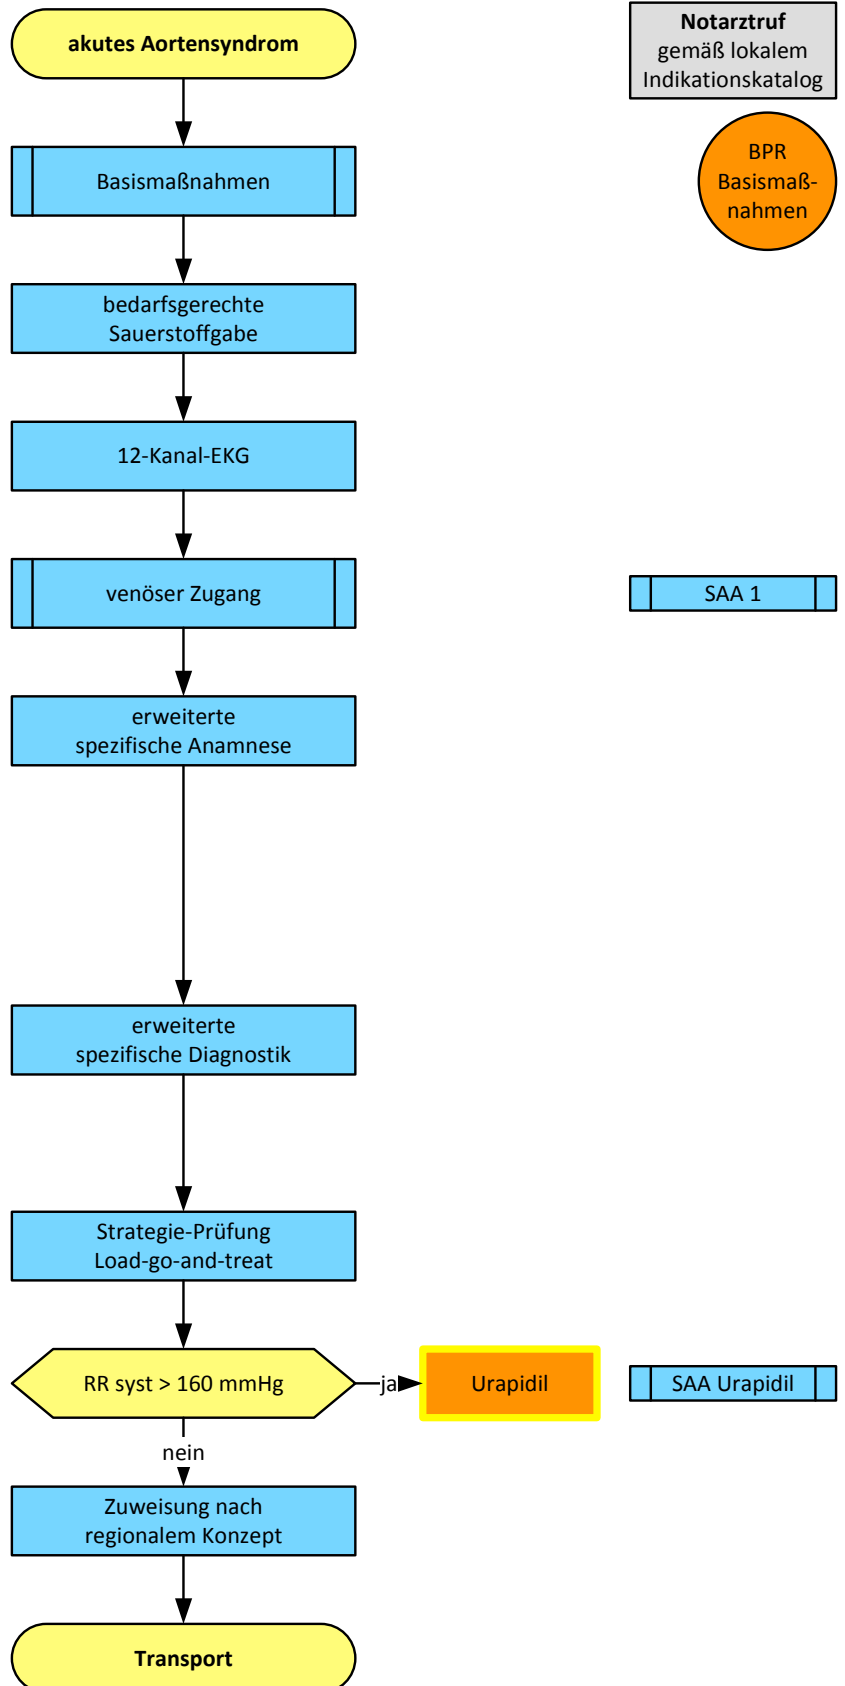 akutes Aortensyndrom
Notarztruf
gemäß lokalem
Indikationskatalog
BPR
Basismaß-
nahmen
Basismaßnahmen
bedarfsgerechte
Sauerstoffgabe
12-Kanal-EKG
venöser Zugang
SAA 1
erweiterte
spezifische Anamnese
erweiterte
spezifische Diagnostik
Strategie-Prüfung
Load-go-and-treat
RR syst > 160 mmHg
ja
Urapidil
SAA Urapidil
nein
Zuweisung nach
regionalem Konzept
Transport